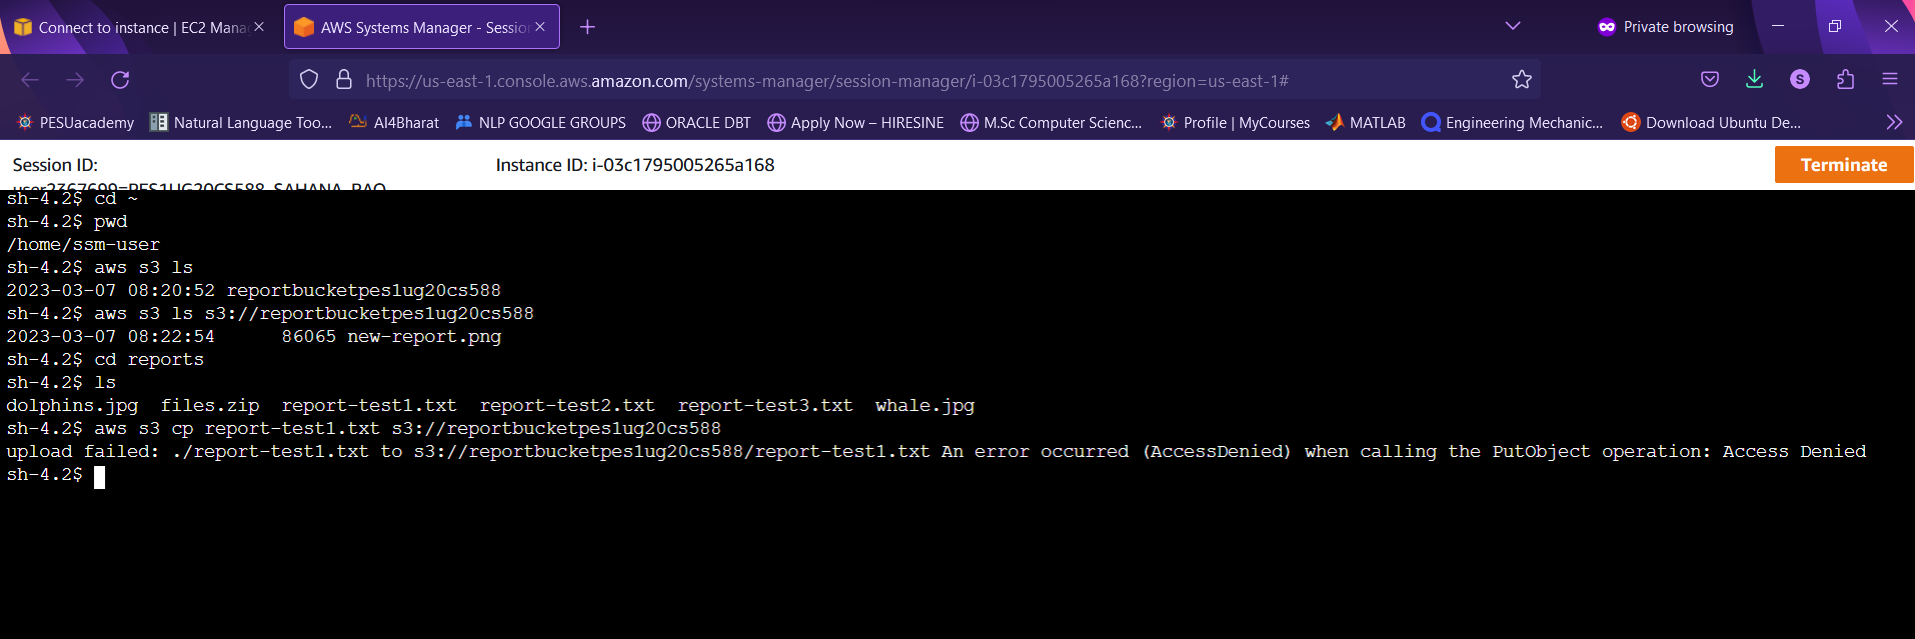 Connect to instance | EC2 Mana
AWS Systems Manager - Session
Private browsing
https://us-east-1.console.aws.amazon.com/systems-manager/session-manager/i-03c1795005265a168?region=us-east-1#
S
PESUacademy
Natural Language Too...
AI4Bharat
NLP GOOGLE GROUPS
ORACLE DBT
Apply Now – HIRESINE
M.Sc Computer Scienc...
Profile | MyCourses
MATLAB
Engineering Mechanic...
Download Ubuntu De...
Session ID:
user2367699=PES1UG20CS588_SAHANA_RAO
Instance ID: i-03c1795005265a168
Terminate
sh-4.2$ cd ~
sh-4.2$ pwd
/home/ssm-user
sh-4.2$ aws s3 ls
2023-03-07 08:20:52 reportbucketpes1ug20cs588
sh-4.2$ aws s3 ls s3://reportbucketpes1ug20cs588
2023-03-07 08:22:54      86065 new-report.png
sh-4.2$ cd reports
sh-4.2$ ls
dolphins.jpg  files.zip  report-test1.txt  report-test2.txt  report-test3.txt  whale.jpg
sh-4.2$ aws s3 cp report-test1.txt s3://reportbucketpes1ug20cs588
upload failed: ./report-test1.txt to s3://reportbucketpes1ug20cs588/report-test1.txt An error occurred (AccessDenied) when calling the PutObject operation: Access Denied
sh-4.2$